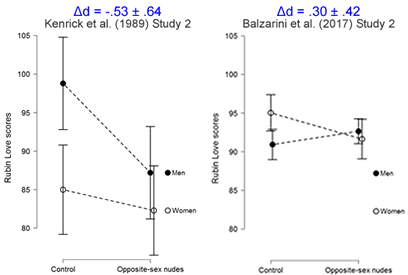 Δd = -.53 ± .64
Kenrick et al. (1989) Study 2
105
100
95
90
85
80
Rubin Love scores
Men
Women
Control
Opposite-sex nudes
Δd = .30 ± .42
Balzarini et al. (2017) Study 2
105
100
95
90
85
80
Rubin Love scores
Men
Women
Control
Opposite-sex nudes